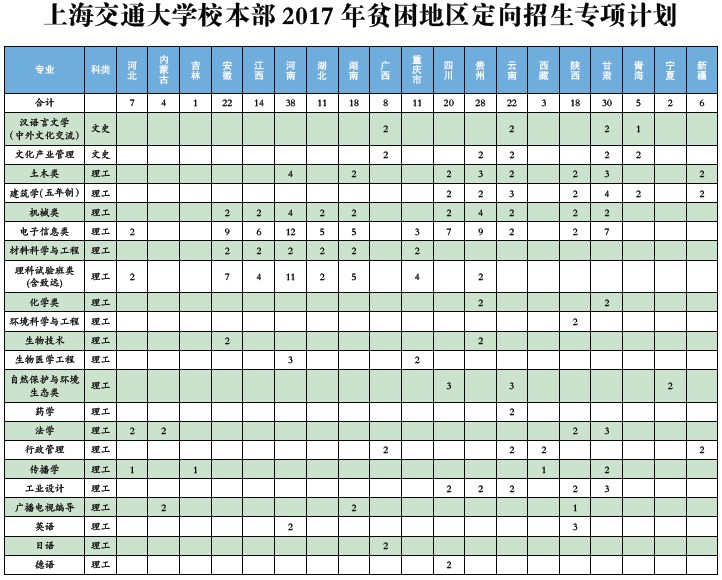 上海交通大学校本部 2017 年贫困地区定向招生专项计划
专业 科类 河北 内蒙古 吉林 安徽 江西 河南 湖北 湖南 广西 重庆市 四川 贵州 云南 西藏 陕西 甘肃 青海 宁夏 新疆
合计 7 4 1 22 14 38 11 18 8 11 20 28 22 3 18 30 5 2 6
汉语言文学
（中外文化交流） 文史 2 2 2 1
文化产业管理 文史 2 2 2 2 2
土木类 理工 4 2 2 3 2 2 3 2
建筑学(五年制) 理工 2 2 3 2 4 2 2
机械类 理工 2 2 4 2 2 2 4 2 2 2
电子信息类 理工 2 9 6 12 5 5 3 7 9 2 2 7
材料科学与工程 理工 2 2 2 2 2 2
理科试验班类
(含致远) 理工 2 7 4 11 2 5 4 2
化学类 理工 2 2
环境科学与工程 理工 2
生物技术 理工 2 2
生物医学工程 理工 3 2
自然保护与环境
生态类 理工 3 3 2
药学 理工 2
法学 理工 2 2 2 3
行政管理 理工 2 2 2 2
传播学 理工 1 1 1 2
工业设计 理工 2 2 2 2 3
广播电视编导 理工 2 2 1
英语 理工 2 3
日语 理工 2
德语 理工 2